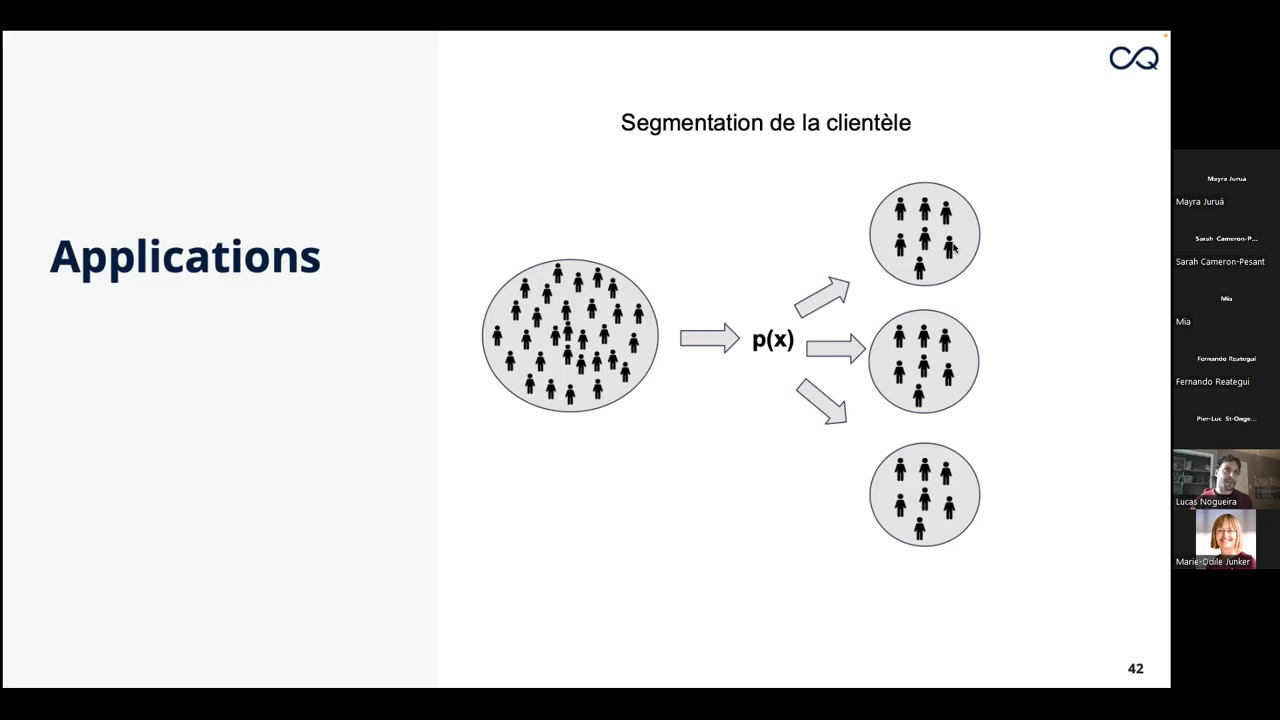 CQ
Segmentation de la clientèle
Applications
p(x)
42
Mayra Juruá
Mayra Juruá
Sarah Cameron-P...
Sarah Cameron-Pesant
Mia
Mia
Fernando Reategui
Fernando Reategui
Pier-Luc St-Onge...
Lucas Nogueira
Marie-Odile Junker